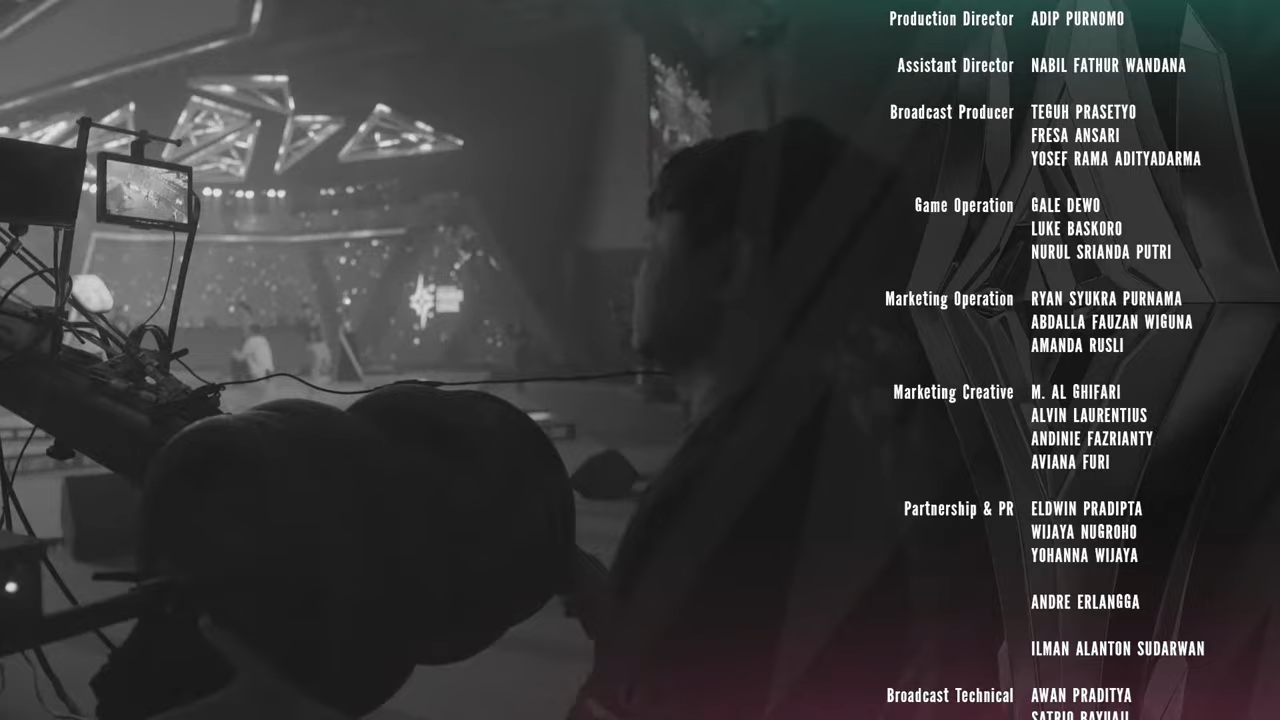 Production Director ADIP PURNOMO
Assistant Director NABIL FATHUR WANDANA
Broadcast Producer TEGUH PRASETYO
FRESA ANSARI
YOSEF RAMA ADITYADARMA
Game Operation GALE DEWO
LUKE BASKORO
NURUL SRIANDA PUTRI
Marketing Operation RYAN SYUKRA PURNAMA
ABDALLA FAUZAN WIGUNA
AMANDA RUSLI
Marketing Creative M. AL GHIFARI
ALVIN LAURENTIUS
ANDINIE FAZRIANTY
AVIANA FURI
Partnership & PR ELDWIN PRADIPTA
WIJAYA NUGROHO
YOHANNA WIJAYA
ANDRE ERLANGGA
ILMAN ALANTON SUDARWAN
Broadcast Technical AWAN PRADITYA
SATRIO